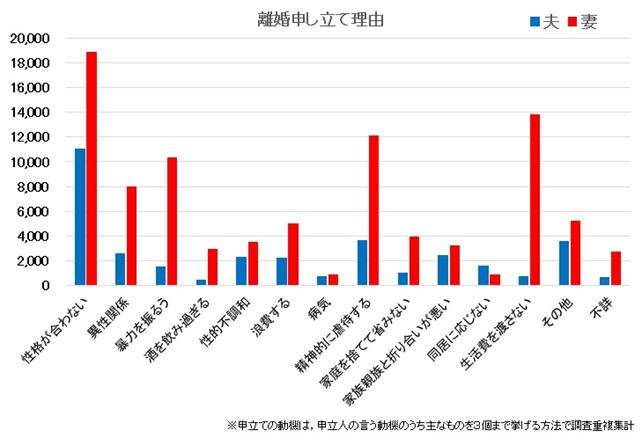 離婚申し立て理由
夫 妻
20,000
18,000
16,000
14,000
12,000
10,000
8,000
6,000
4,000
2,000
0
性格が合わない
異性関係
暴力を振るう
酒を飲み過ぎる
性的不調和
浪費する
病気
精神的に虐待する
家庭を捨てて省みない
家族親族と折り合いが悪い
同居に応じない
生活費を渡さない
その他
不詳
※申立ての動機は，申立人の言う動機のうち主なものを3個まで挙げる方法で調査重複集計